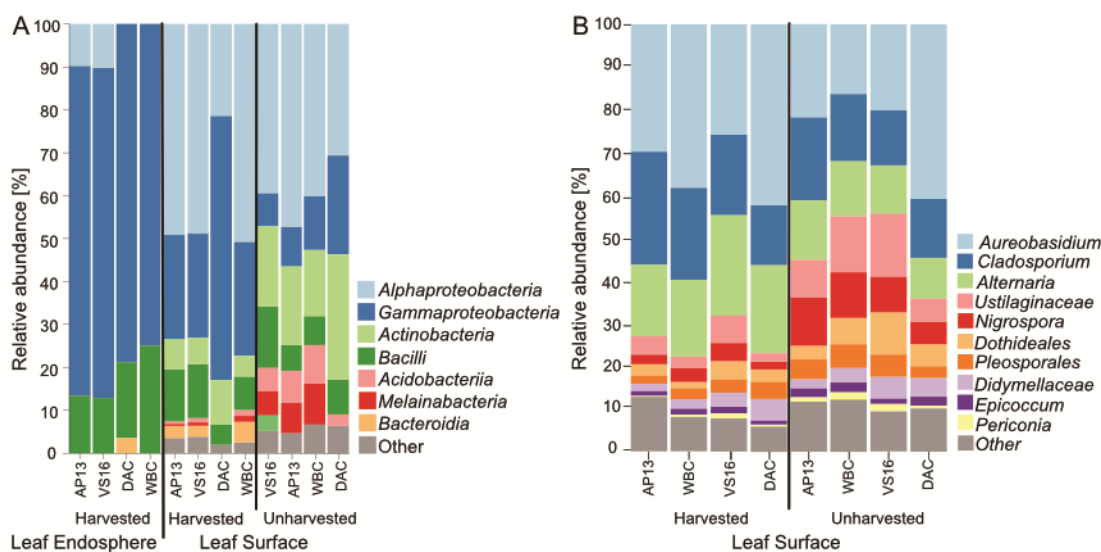 A
Relative abundance [%]
100
90
80
70
60
50
40
30
20
10
0
AP13 VS16 DAC WBC AP13 VS16 DAC WBC VS16 AP13 WBC DAC
Harvested Harvested Unharvested
Leaf Endosphere Leaf Surface
Alphaproteobacteria
Gammaproteobacteria
Actinobacteria
Bacilli
Acidobacteriia
Melainabacteria
Bacteroidia
Other
B
Relative abundance [%]
100
90
80
70
60
50
40
30
20
10
0
AP13 WBC VS16 DAC AP13 WBC VS16 DAC
Harvested Unharvested
Leaf Surface
Aureobasidium
Cladosporium
Alternaria
Ustilaginaceae
Nigrospora
Dothideales
Pleosporales
Didymellaceae
Epicoccum
Periconia
Other